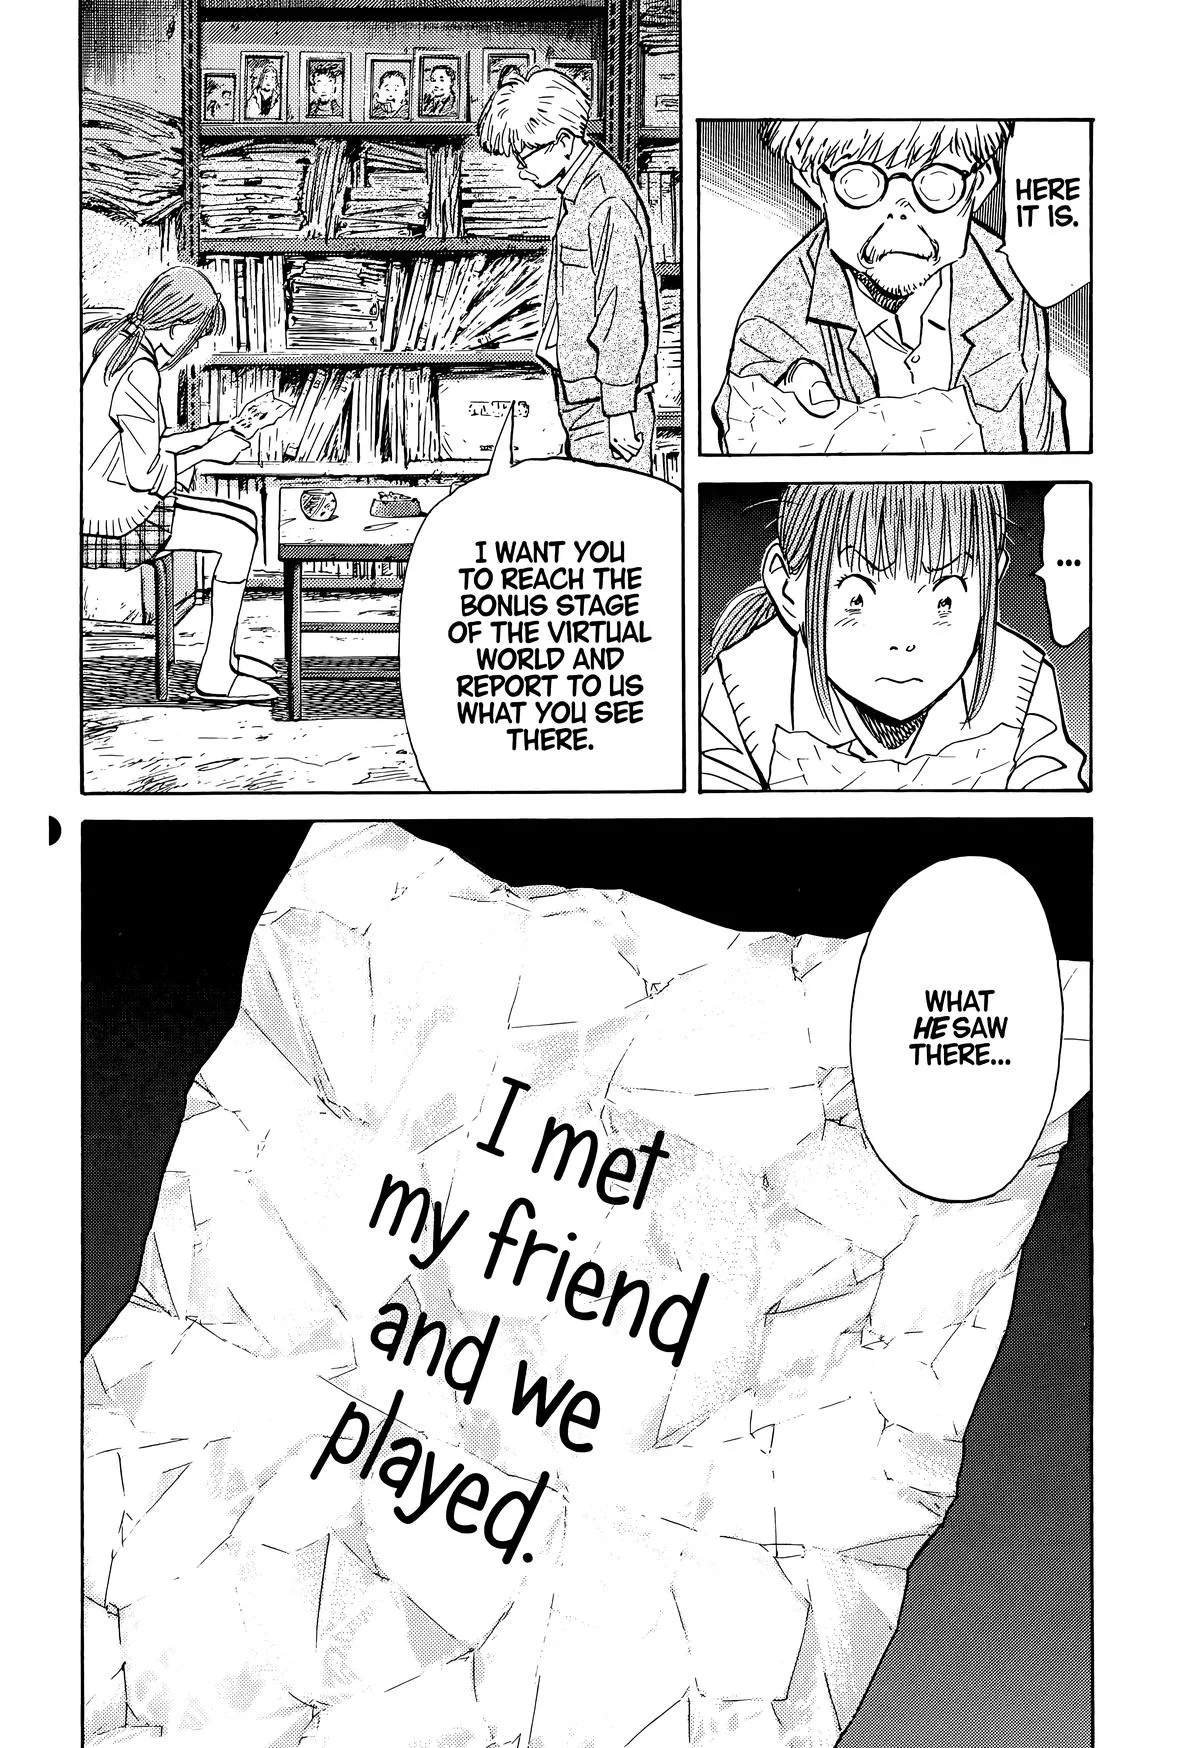 HERE
IT IS.
...
I WANT YOU
TO REACH THE
BONUS STAGE
OF THE VIRTUAL
WORLD AND
REPORT TO US
WHAT YOU SEE
THERE.
WHAT
HE SAW
THERE...
I met
my friend
and we
played.